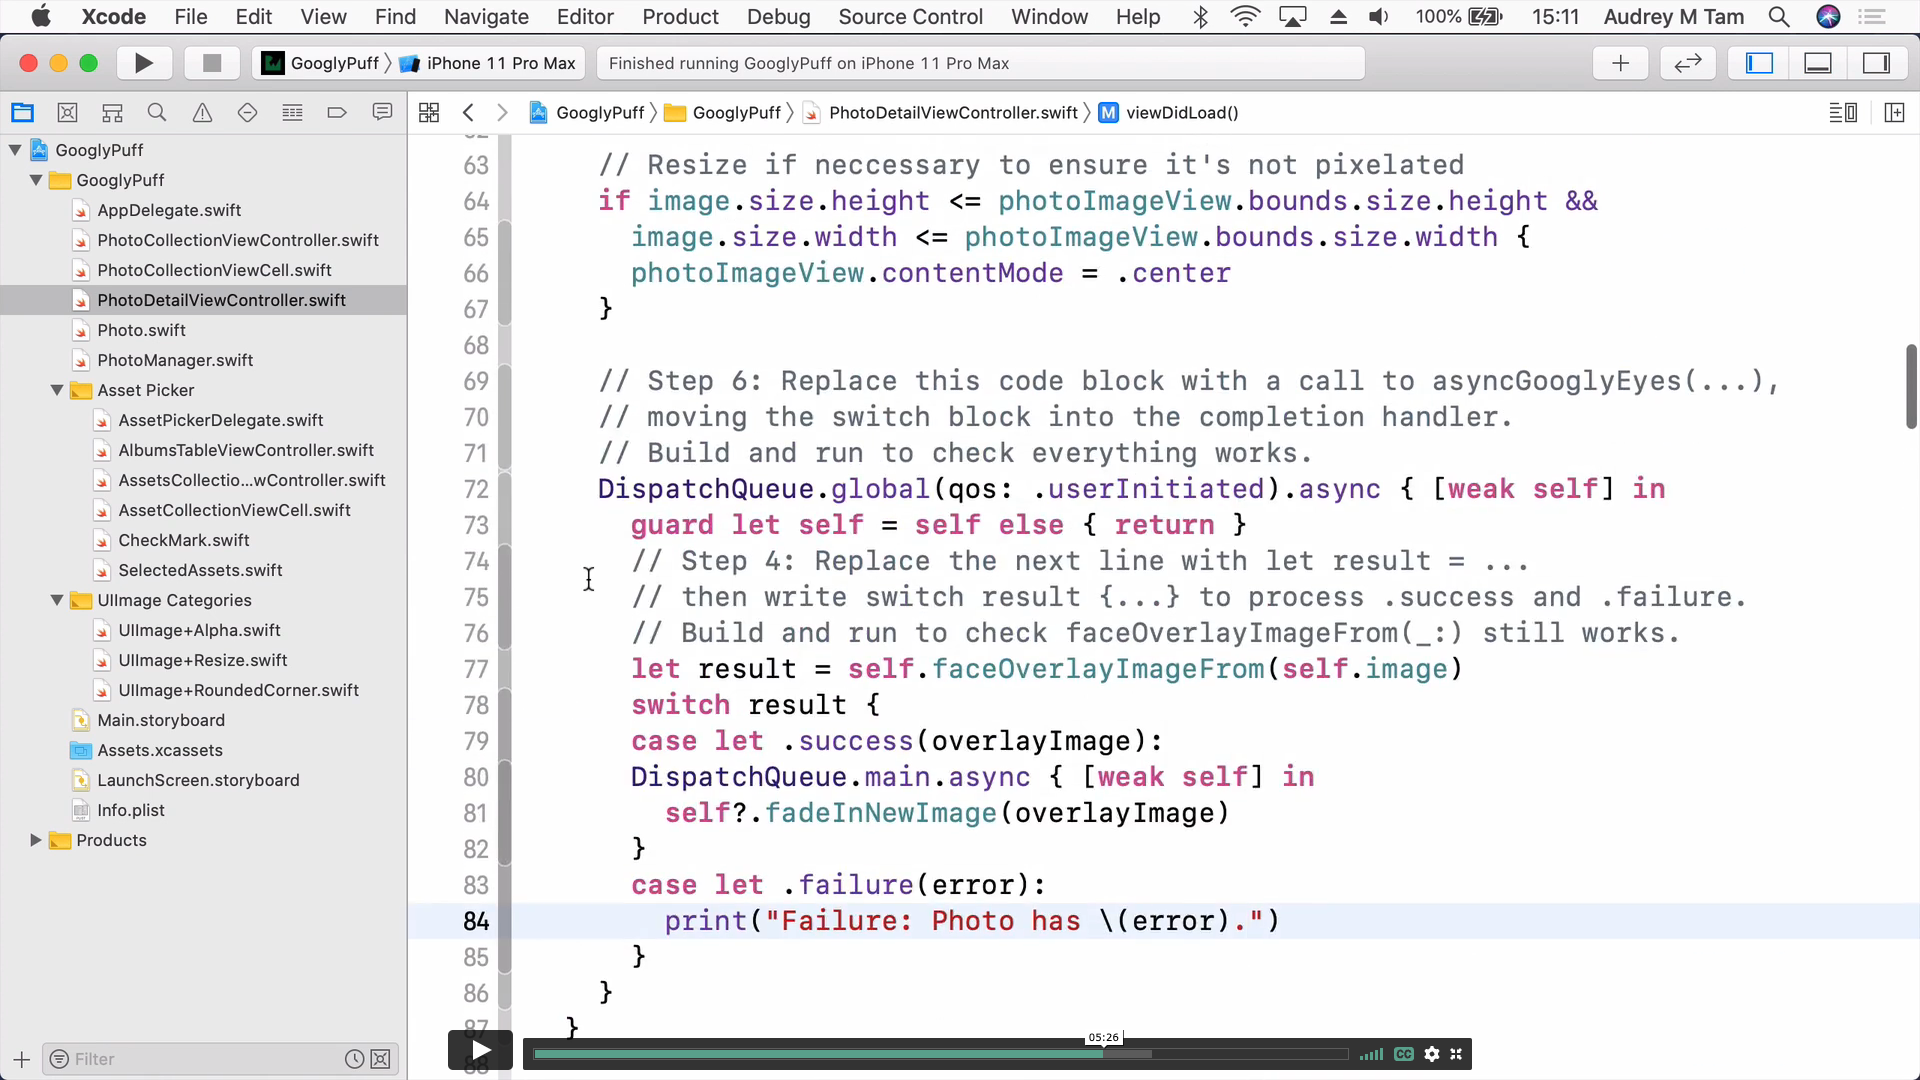 Xcode File Edit View Find Navigate Editor Product Debug Source Control Window Help 100% 15:11 Audrey M Tam
GooglyPuff iPhone 11 Pro Max Finished running GooglyPuff on iPhone 11 Pro Max
GooglyPuff GooglyPuff PhotoDetailViewController.swift M viewDidLoad()
GooglyPuff
GooglyPuff
AppDelegate.swift
PhotoCollectionViewController.swift
PhotoCollectionViewCell.swift
PhotoDetailViewController.swift
Photo.swift
PhotoManager.swift
Asset Picker
AssetPickerDelegate.swift
AlbumsTableViewController.swift
AssetsCollectio...wController.swift
AssetCollectionViewCell.swift
CheckMark.swift
SelectedAssets.swift
UIImage Categories
UIImage+Alpha.swift
UIImage+Resize.swift
UIImage+RoundedCorner.swift
Main.storyboard
Assets.xcassets
LaunchScreen.storyboard
Info.plist
Products
Filter
63 // Resize if neccessary to ensure it's not pixelated
64 if image.size.height <= photoImageView.bounds.size.height &&
65 image.size.width <= photoImageView.bounds.size.width {
66 photoImageView.contentMode = .center
67 }
68
69 // Step 6: Replace this code block with a call to asyncGooglyEyes(...),
70 // moving the switch block into the completion handler.
71 // Build and run to check everything works.
72 DispatchQueue.global(qos: .userInitiated).async { [weak self] in
73 guard let self = self else { return }
74 // Step 4: Replace the next line with let result = ...
75 // then write switch result {...} to process .success and .failure.
76 // Build and run to check faceOverlayImageFrom(_:) still works.
77 let result = self.faceOverlayImageFrom(self.image)
78 switch result {
79 case let .success(overlayImage):
80 DispatchQueue.main.async { [weak self] in
81 self?.fadeInNewImage(overlayImage)
82 }
83 case let .failure(error):
84 print("Failure: Photo has \(error).")
85 }
86 }
87 }
05:26
CC